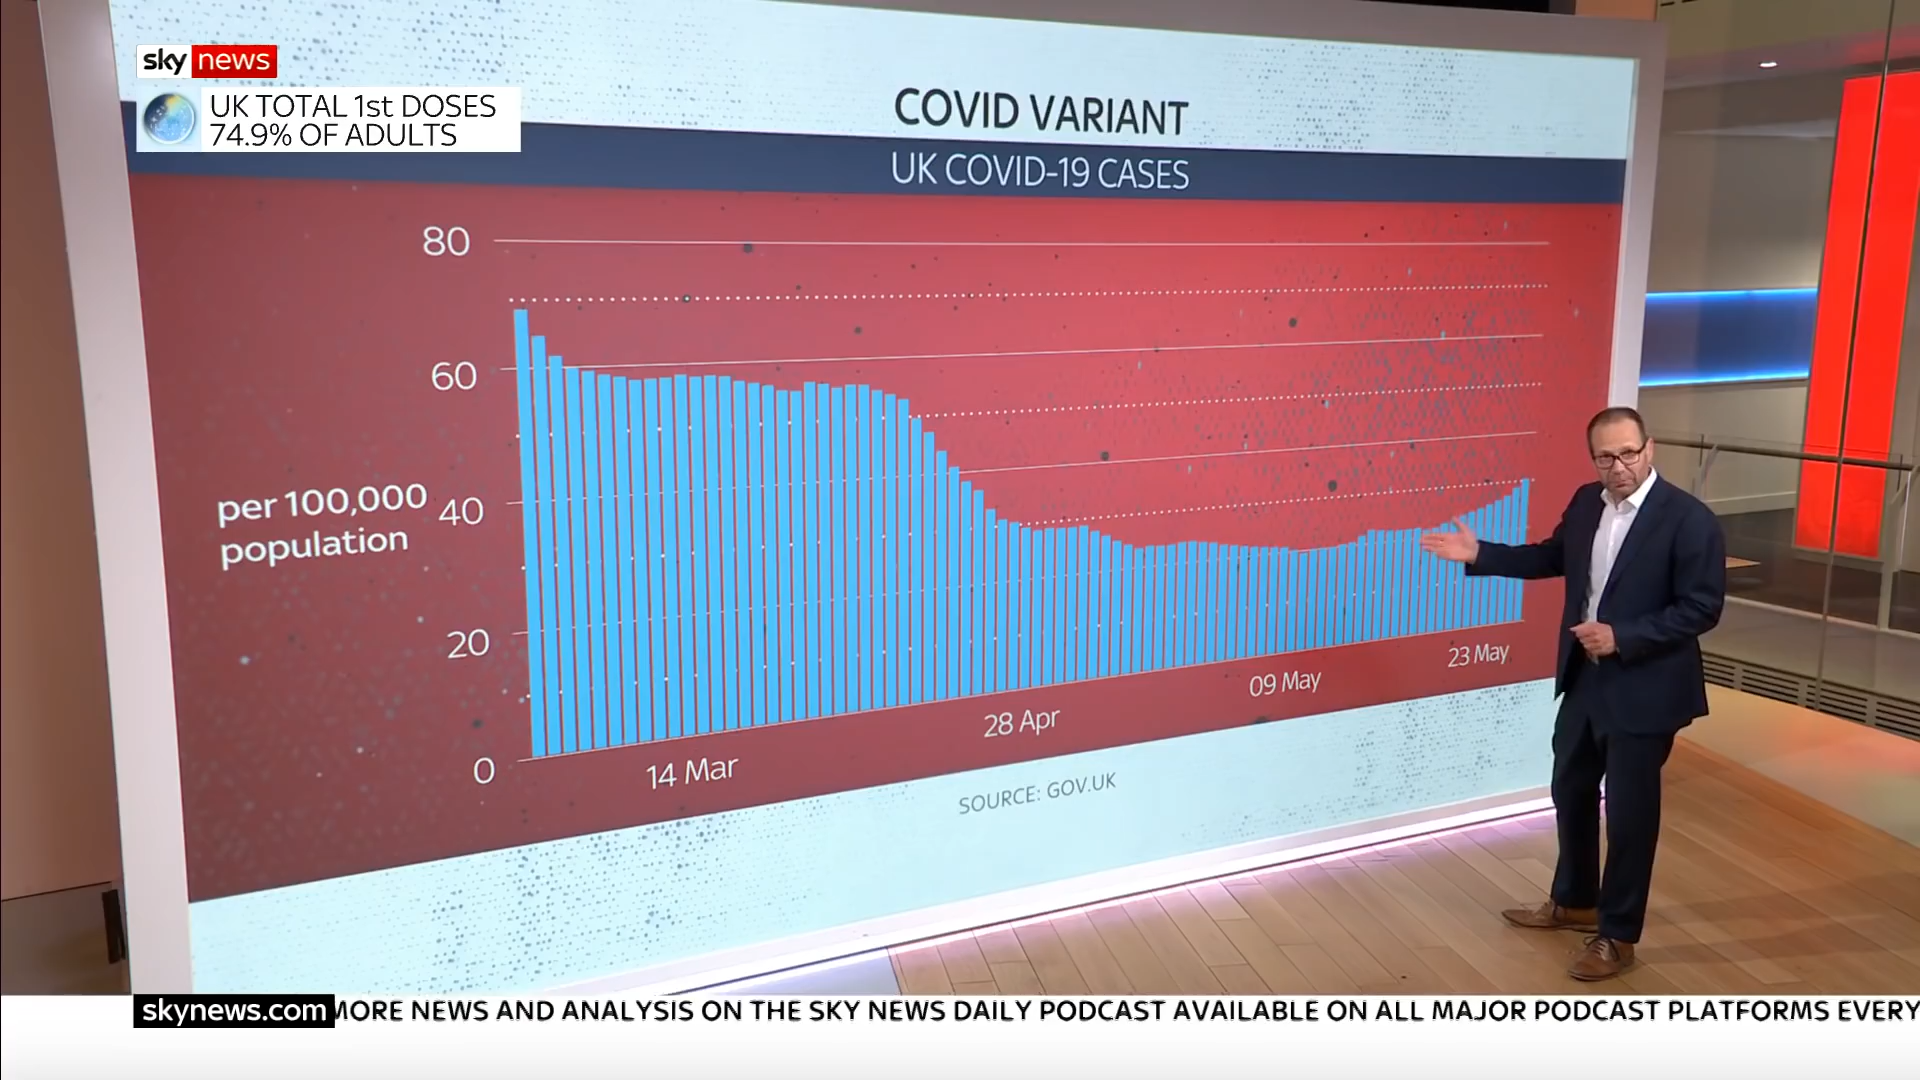 sky news
UK TOTAL 1st DOSES
74.9% OF ADULTS
COVID VARIANT
UK COVID-19 CASES
80
60
per 100,000
population
40
20
0
14 Mar
28 Apr
09 May
23 May
SOURCE: GOV.UK
skynews.com
MORE NEWS AND ANALYSIS ON THE SKY NEWS DAILY PODCAST AVAILABLE ON ALL MAJOR PODCAST PLATFORMS EVERY